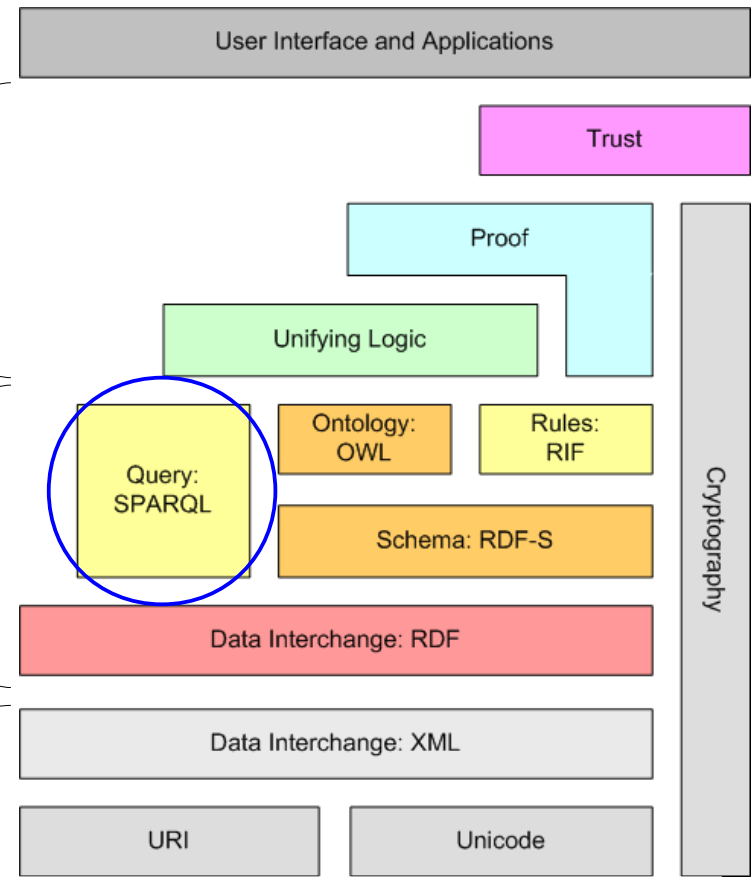 User Interface and Applications
Trust
Proof
Unifying Logic
Ontology:
OWL
Rules:
RIF
Query:
SPARQL
Schema: RDF-S
Cryptography
Data Interchange: RDF
Data Interchange: XML
URI
Unicode